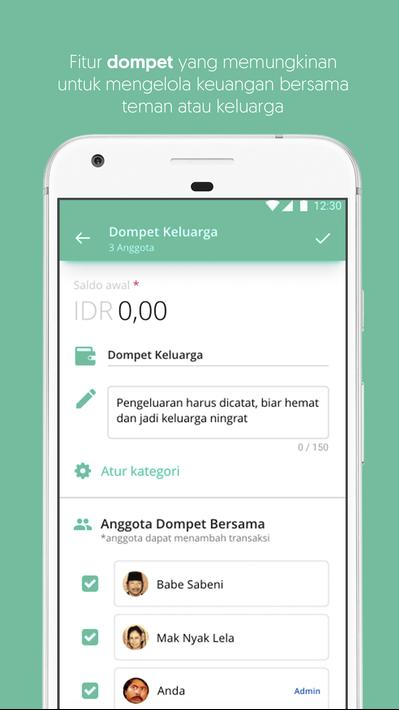 Fitur dompet yang memungkinan
untuk mengelola keuangan bersama
teman atau keluarga
12:30
Dompet Keluarga
3 Anggota
Saldo awal *
IDR 0,00
Dompet Keluarga
Pengeluaran harus dicatat, biar hemat
dan jadi keluarga ningrat
0 / 150
Atur kategori
Anggota Dompet Bersama
*anggota dapat menambah transaksi
Babe Sabeni
Mak Nyak Lela
Anda Admin